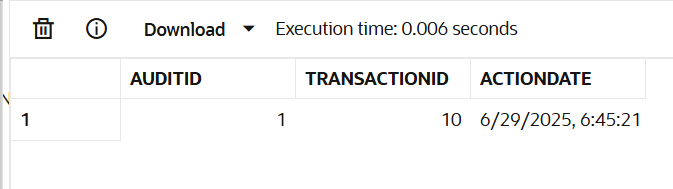 Download Execution time: 0.006 seconds
AUDITID TRANSACTIONID ACTIONDATE
1 1 10 6/29/2025, 6:45:21